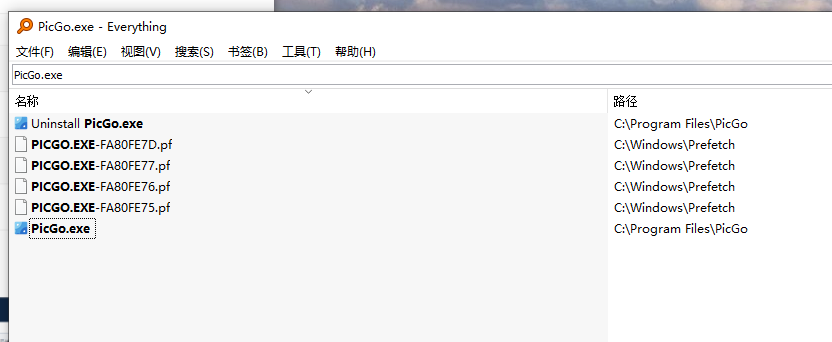 PicGo.exe - Everything
文件(F) 编辑(E) 视图(V) 搜索(S) 书签(B) 工具(T) 帮助(H)
PicGo.exe
名称 路径
Uninstall PicGo.exe C:\Program Files\PicGo
PICGO.EXE-FA80FE7D.pf C:\Windows\Prefetch
PICGO.EXE-FA80FE77.pf C:\Windows\Prefetch
PICGO.EXE-FA80FE76.pf C:\Windows\Prefetch
PICGO.EXE-FA80FE75.pf C:\Windows\Prefetch
PicGo.exe C:\Program Files\PicGo